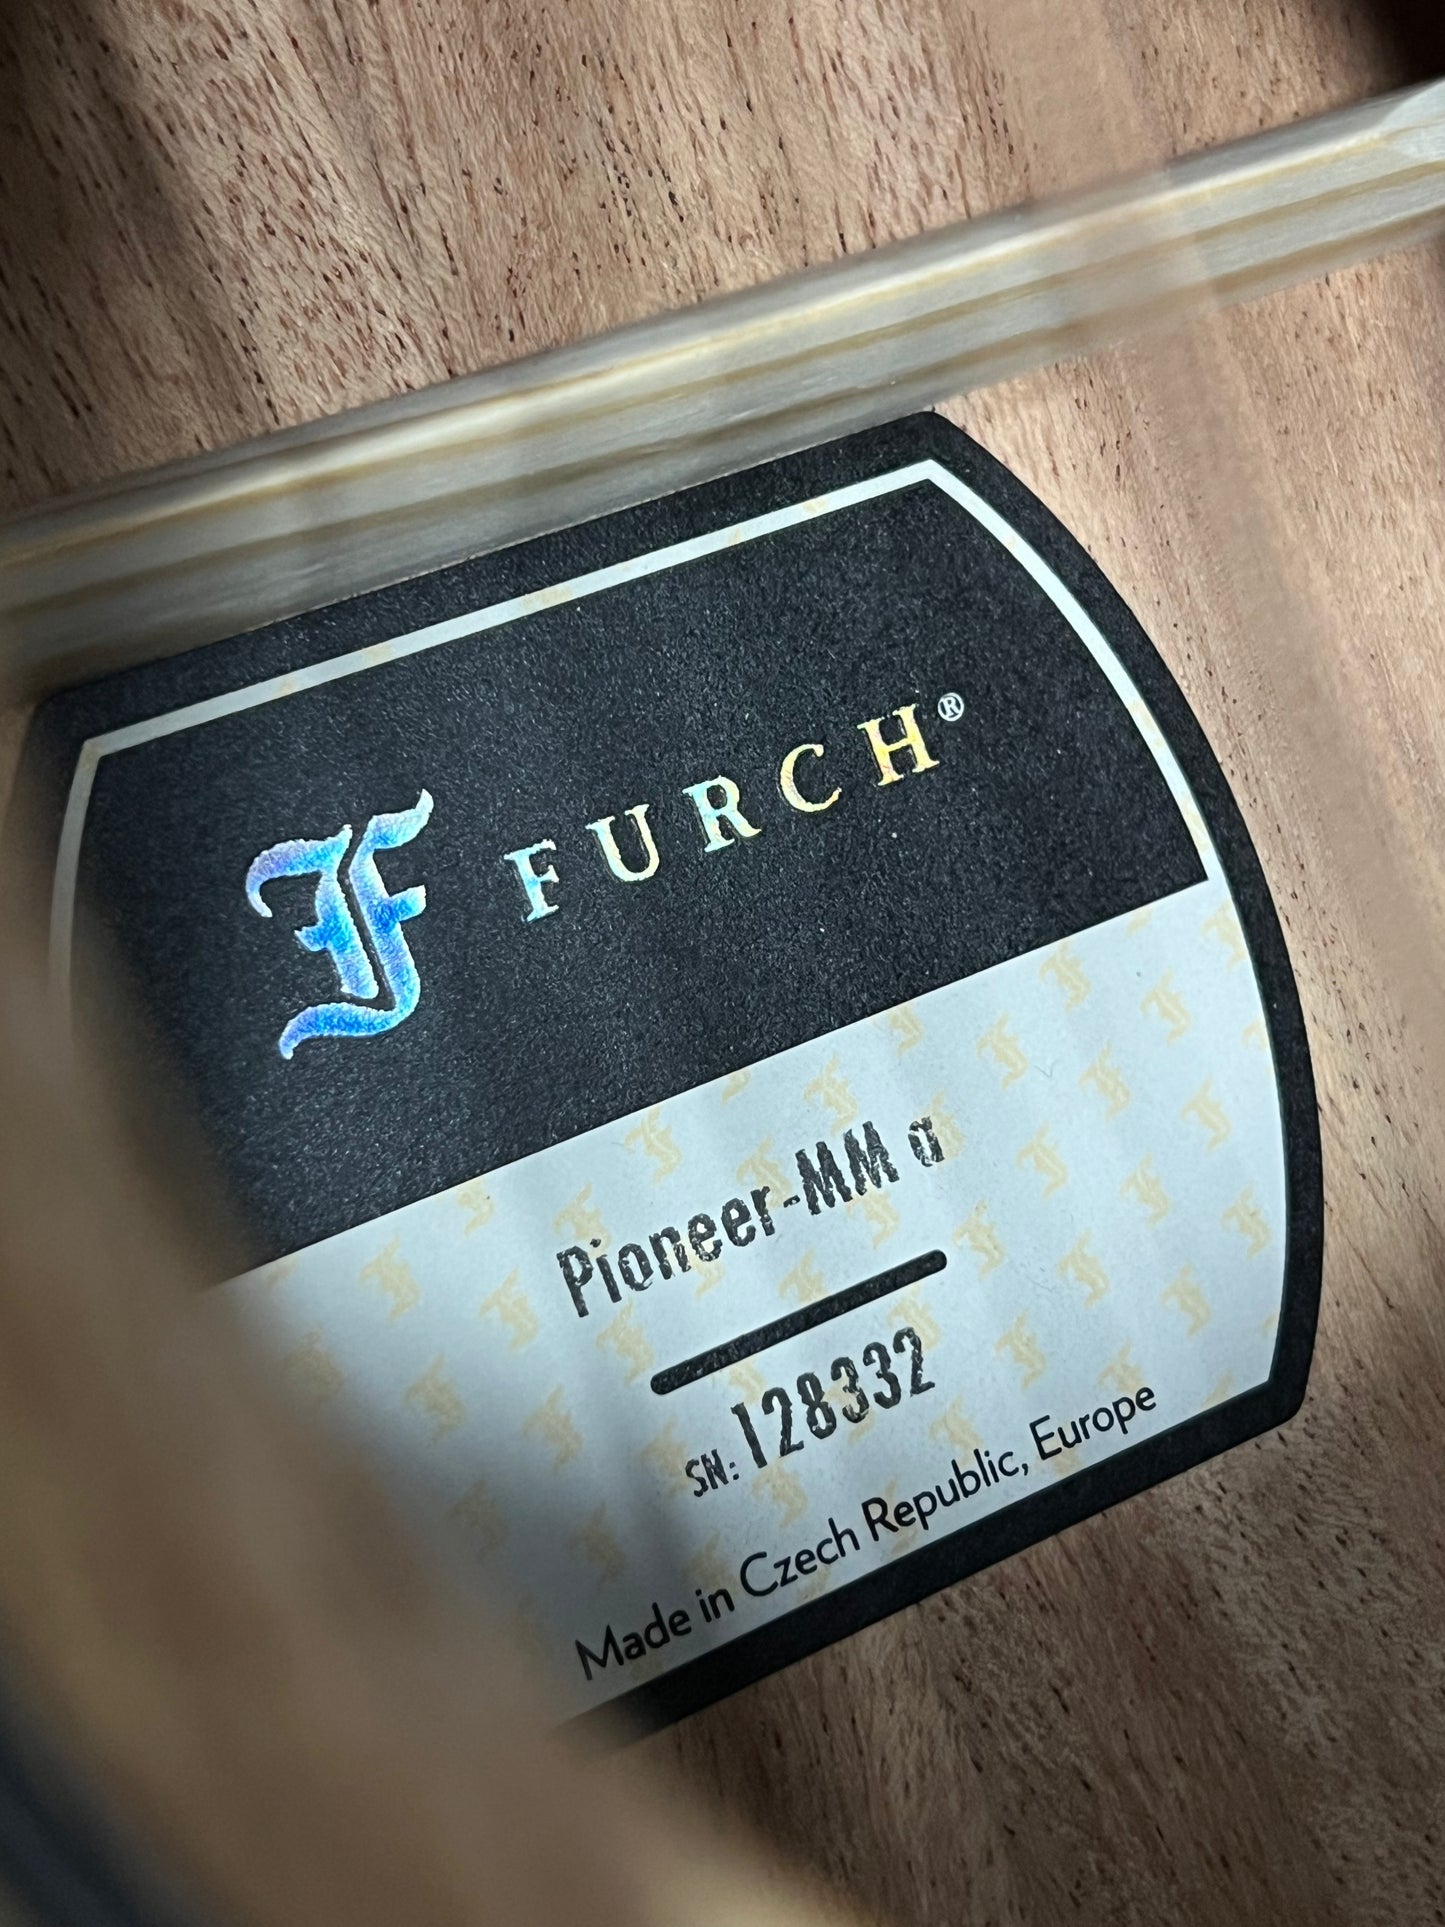 F FURCH®
Pioneer-MM a
SN: 128332
Made in Czech Republic, Europe